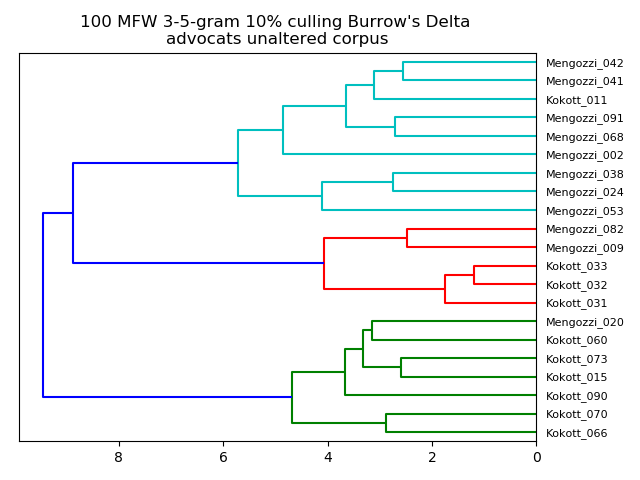 100 MFW 3-5-gram 10% culling Burrow's Delta
advocats unaltered corpus
Mengozzi_042
Mengozzi_041
Kokott_011
Mengozzi_091
Mengozzi_068
Mengozzi_002
Mengozzi_038
Mengozzi_024
Mengozzi_053
Mengozzi_082
Mengozzi_009
Kokott_033
Kokott_032
Kokott_031
Mengozzi_020
Kokott_060
Kokott_073
Kokott_015
Kokott_090
Kokott_070
Kokott_066
8 6 4 2 0